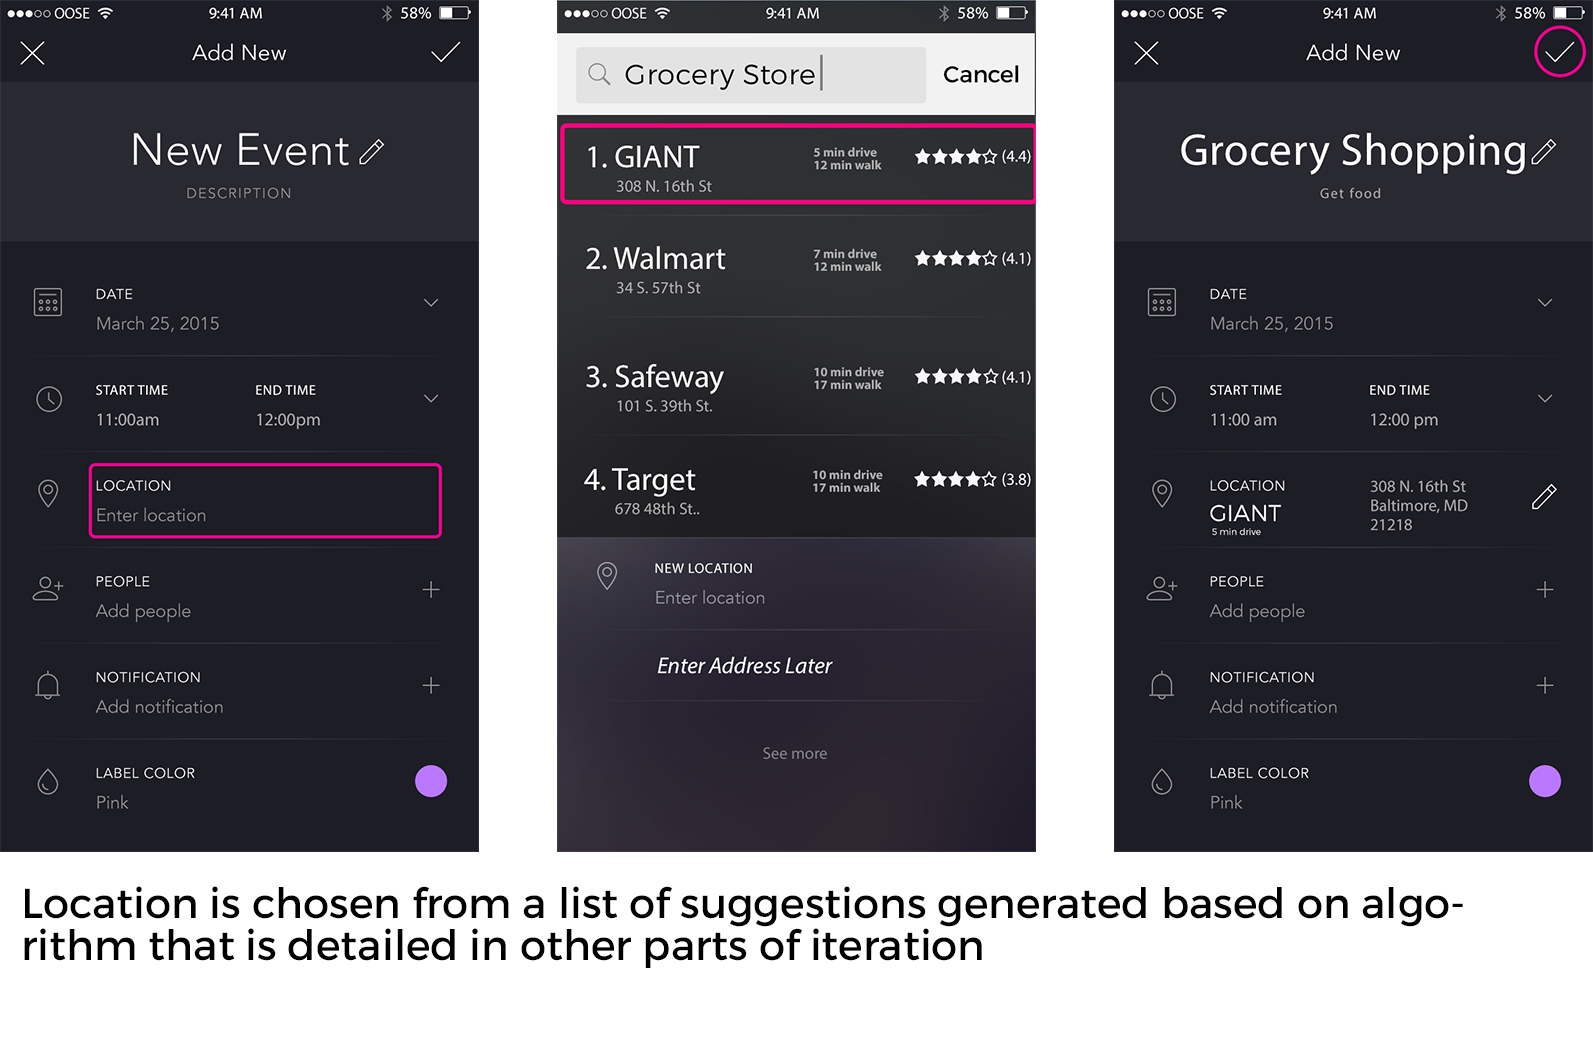 OOSE 9:41 AM 58%
Add New
New Event
DESCRIPTION
DATE
March 25, 2015
START TIME END TIME
11:00am 12:00pm
LOCATION
Enter location
PEOPLE
Add people
NOTIFICATION
Add notification
LABEL COLOR
Pink
OOSE 9:41 AM 58%
Grocery Store Cancel
1. GIANT 5 min drive ★★★★☆ (4.4)
12 min walk
308 N. 16th St
2. Walmart 7 min drive ★★★★☆ (4.1)
12 min walk
34 S. 57th St
3. Safeway 10 min drive ★★★★☆ (4.1)
17 min walk
101 S. 39th St.
4. Target 10 min drive ★★★★☆ (3.8)
17 min walk
678 48th St..
NEW LOCATION
Enter location
Enter Address Later
See more
OOSE 9:41 AM 58%
Add New
Grocery Shopping
Get food
DATE
March 25, 2015
START TIME END TIME
11:00 am 12:00 pm
LOCATION 308 N. 16th St
GIANT Baltimore, MD
5 min drive 21218
PEOPLE
Add people
NOTIFICATION
Add notification
LABEL COLOR
Pink
Location is chosen from a list of suggestions generated based on algo-
rithm that is detailed in other parts of iteration